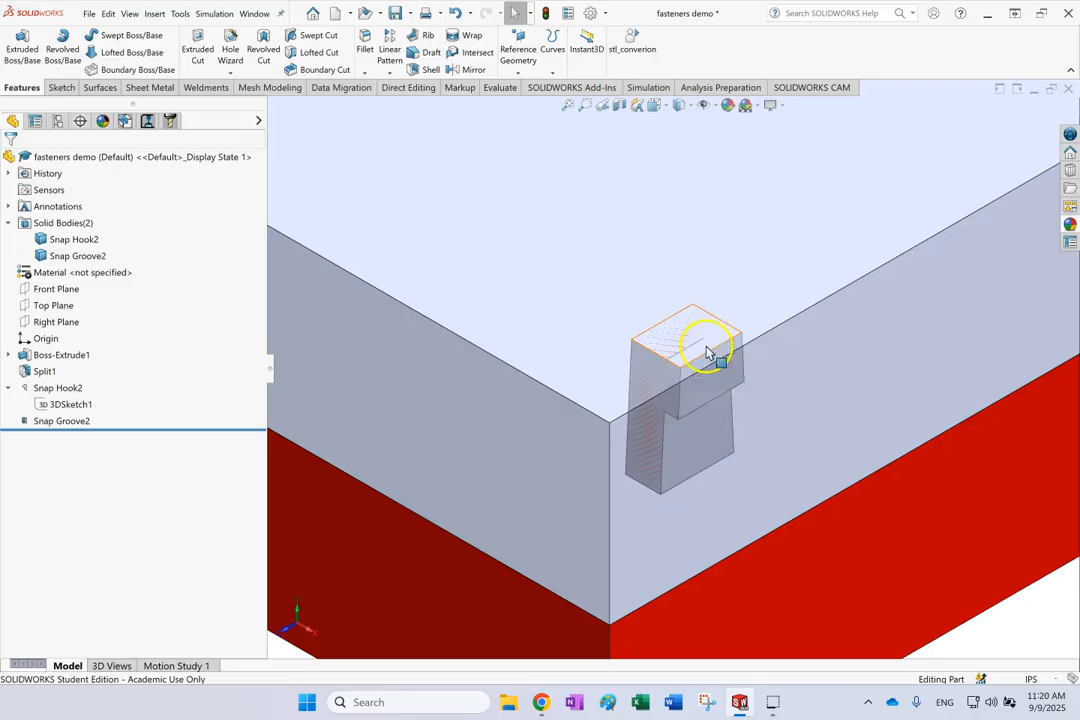 SOLIDWORKS File Edit View Insert Tools Simulation Window fasteners demo * Search SOLIDWORKS Help
Extruded Boss/Base
Revolved Boss/Base
Swept Boss/Base
Lofted Boss/Base
Boundary Boss/Base
Extruded Cut
Hole Wizard
Revolved Cut
Swept Cut
Lofted Cut
Boundary Cut
Fillet
Linear Pattern
Rib
Draft
Shell
Wrap
Intersect
Mirror
Reference Geometry
Curves
Instant3D
stl_convertion
Features Sketch Surfaces Sheet Metal Weldments Mesh Modeling Data Migration Direct Editing Markup Evaluate SOLIDWORKS Add-Ins Simulation Analysis Preparation SOLIDWORKS CAM
fasteners demo (Default) <<Default>_Display State 1>
History
Sensors
Annotations
Solid Bodies(2)
Snap Hook2
Snap Groove2
Material <not specified>
Front Plane
Top Plane
Right Plane
Origin
Boss-Extrude1
Split1
Snap Hook2
3D 3DSketch1
Snap Groove2
Model 3D Views Motion Study 1
SOLIDWORKS Student Edition - Academic Use Only Editing Part IPS
Search ENG 11:20 AM
9/9/2025